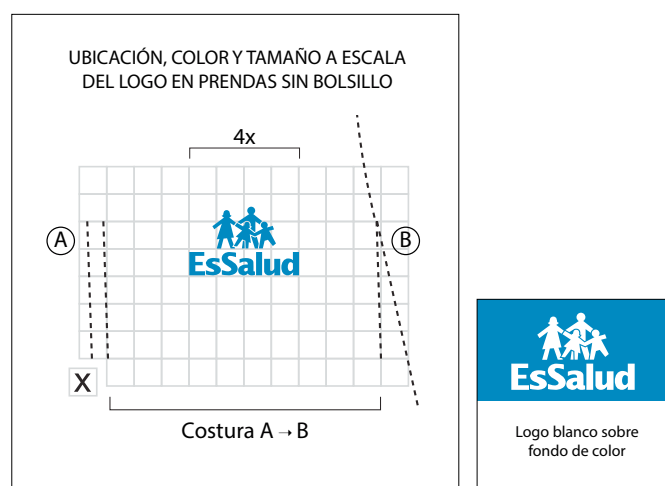 UBICACIÓN, COLOR Y TAMAÑO A ESCALA
DEL LOGO EN PRENDAS SIN BOLSILLO
4x
A
B
EsSalud
X
Costura A → B
EsSalud
Logo blanco sobre
fondo de color